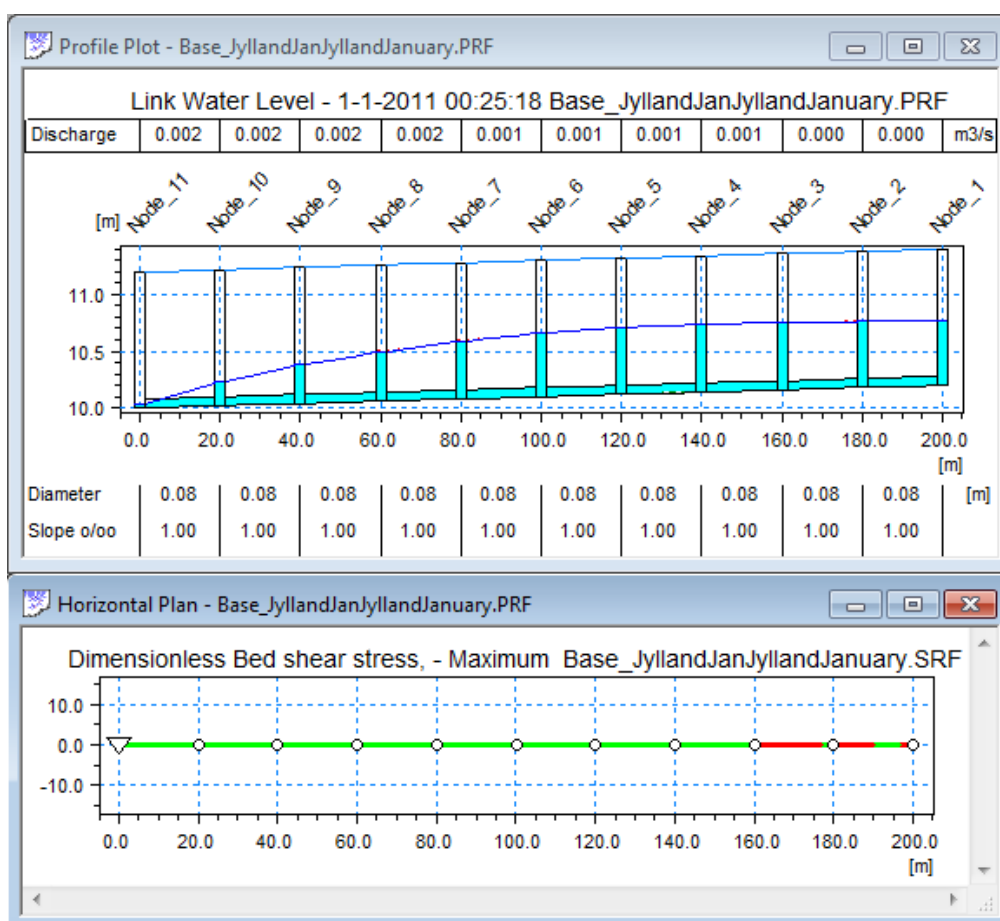 Profile Plot - Base_JyllandJanJyllandJanuary.PRF
Link Water Level - 1-1-2011 00:25:18 Base_JyllandJanJyllandJanuary.PRF
Discharge 0.002 0.002 0.002 0.002 0.001 0.001 0.001 0.001 0.000 0.000 m3/s
[m] Node_11 Node_10 Node_9 Node_8 Node_7 Node_6 Node_5 Node_4 Node_3 Node_2 Node_1
11.0
10.5
10.0
0.0 20.0 40.0 60.0 80.0 100.0 120.0 140.0 160.0 180.0 200.0
[m]
Diameter 0.08 0.08 0.08 0.08 0.08 0.08 0.08 0.08 0.08 0.08 [m]
Slope o/oo 1.00 1.00 1.00 1.00 1.00 1.00 1.00 1.00 1.00 1.00
Horizontal Plan - Base_JyllandJanJyllandJanuary.PRF
Dimensionless Bed shear stress, - Maximum Base_JyllandJanJyllandJanuary.SRF
10.0
0.0
-10.0
0.0 20.0 40.0 60.0 80.0 100.0 120.0 140.0 160.0 180.0 200.0
[m]